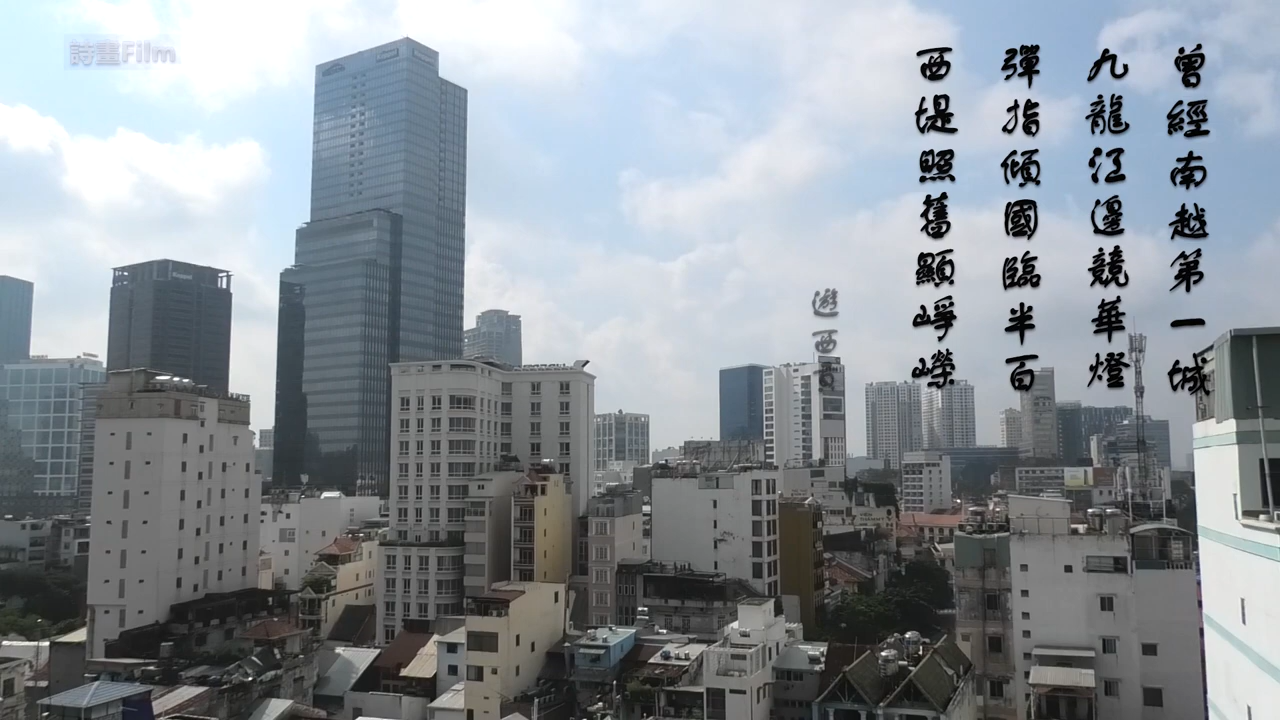 曾經南越第一城
九龍江邊競華燈
彈指傾國臨半百
西堤照舊顯崢嶸
遊西貢
詩畫Film